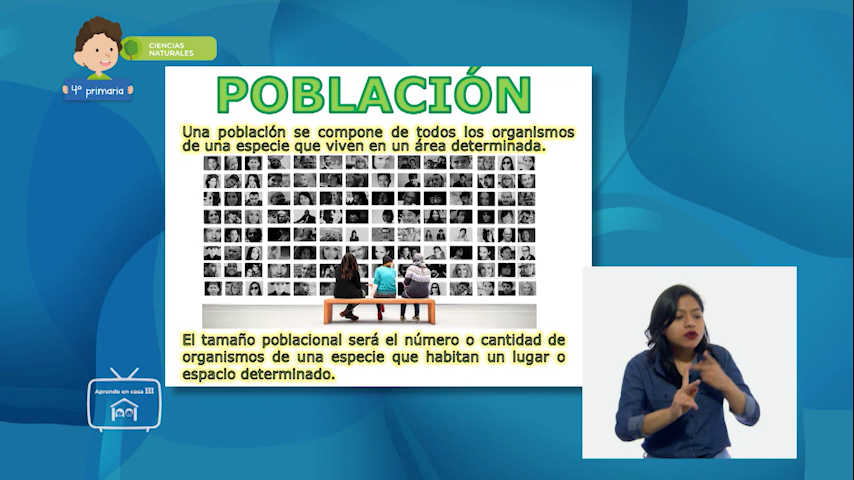 CIENCIAS
NATURALES
4º primaria
POBLACIÓN
Una población se compone de todos los organismos
de una especie que viven en un área determinada.
El tamaño poblacional será el número o cantidad de
organismos de una especie que habitan un lugar o
espacio determinado.
Aprende en casa III